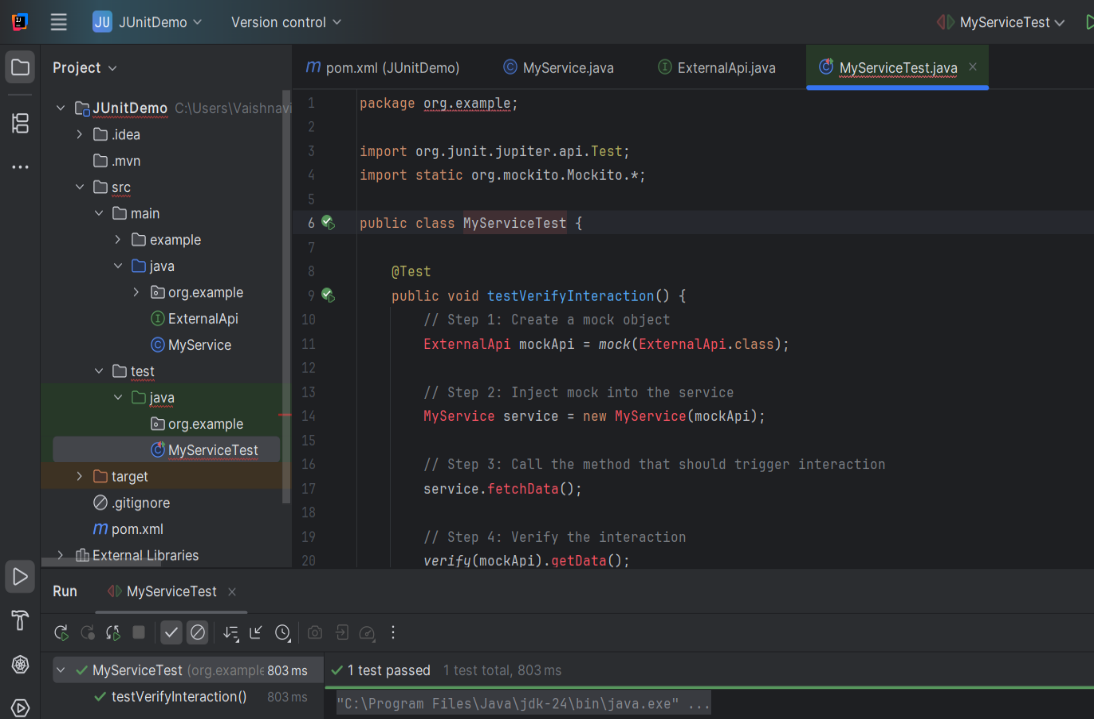 JU JUnitDemo Version control MyServiceTest
Project
pom.xml (JUnitDemo) MyService.java ExternalApi.java MyServiceTest.java
JUnitDemo C:\Users\Vaishnavi
.idea
.mvn
src
main
example
java
org.example
ExternalApi
MyService
test
java
org.example
MyServiceTest
target
.gitignore
pom.xml
External Libraries
1 package org.example;
2
3 import org.junit.jupiter.api.Test;
4 import static org.mockito.Mockito.*;
5
6 public class MyServiceTest {
7
8 @Test
9 public void testVerifyInteraction() {
10 // Step 1: Create a mock object
11 ExternalApi mockApi = mock(ExternalApi.class);
12
13 // Step 2: Inject mock into the service
14 MyService service = new MyService(mockApi);
15
16 // Step 3: Call the method that should trigger interaction
17 service.fetchData();
18
19 // Step 4: Verify the interaction
20 verify(mockApi).getData();
Run MyServiceTest
MyServiceTest (org.example 803 ms
testVerifyInteraction() 803 ms
1 test passed 1 test total, 803 ms
"C:\Program Files\Java\jdk-24\bin\java.exe" ...